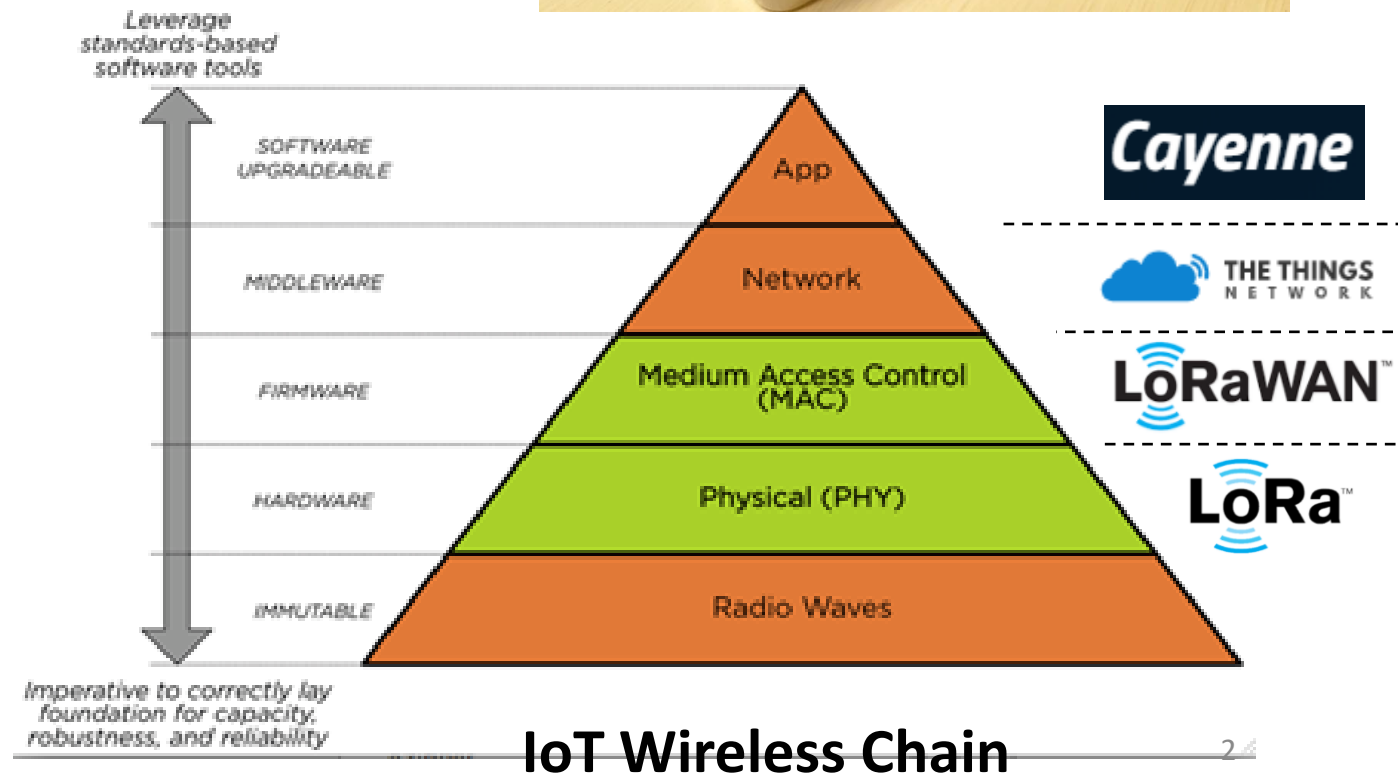 Leverage
standards-based
software tools
SOFTWARE
UPGRADEABLE
App
Cayenne
MIDDLEWARE
Network
THE THINGS
NETWORK
FIRMWARE
Medium Access Control
(MAC)
LoRaWAN™
HARDWARE
Physical (PHY)
LoRa™
IMMUTABLE
Radio Waves
Imperative to correctly lay
foundation for capacity,
robustness, and reliability
IoT Wireless Chain
2